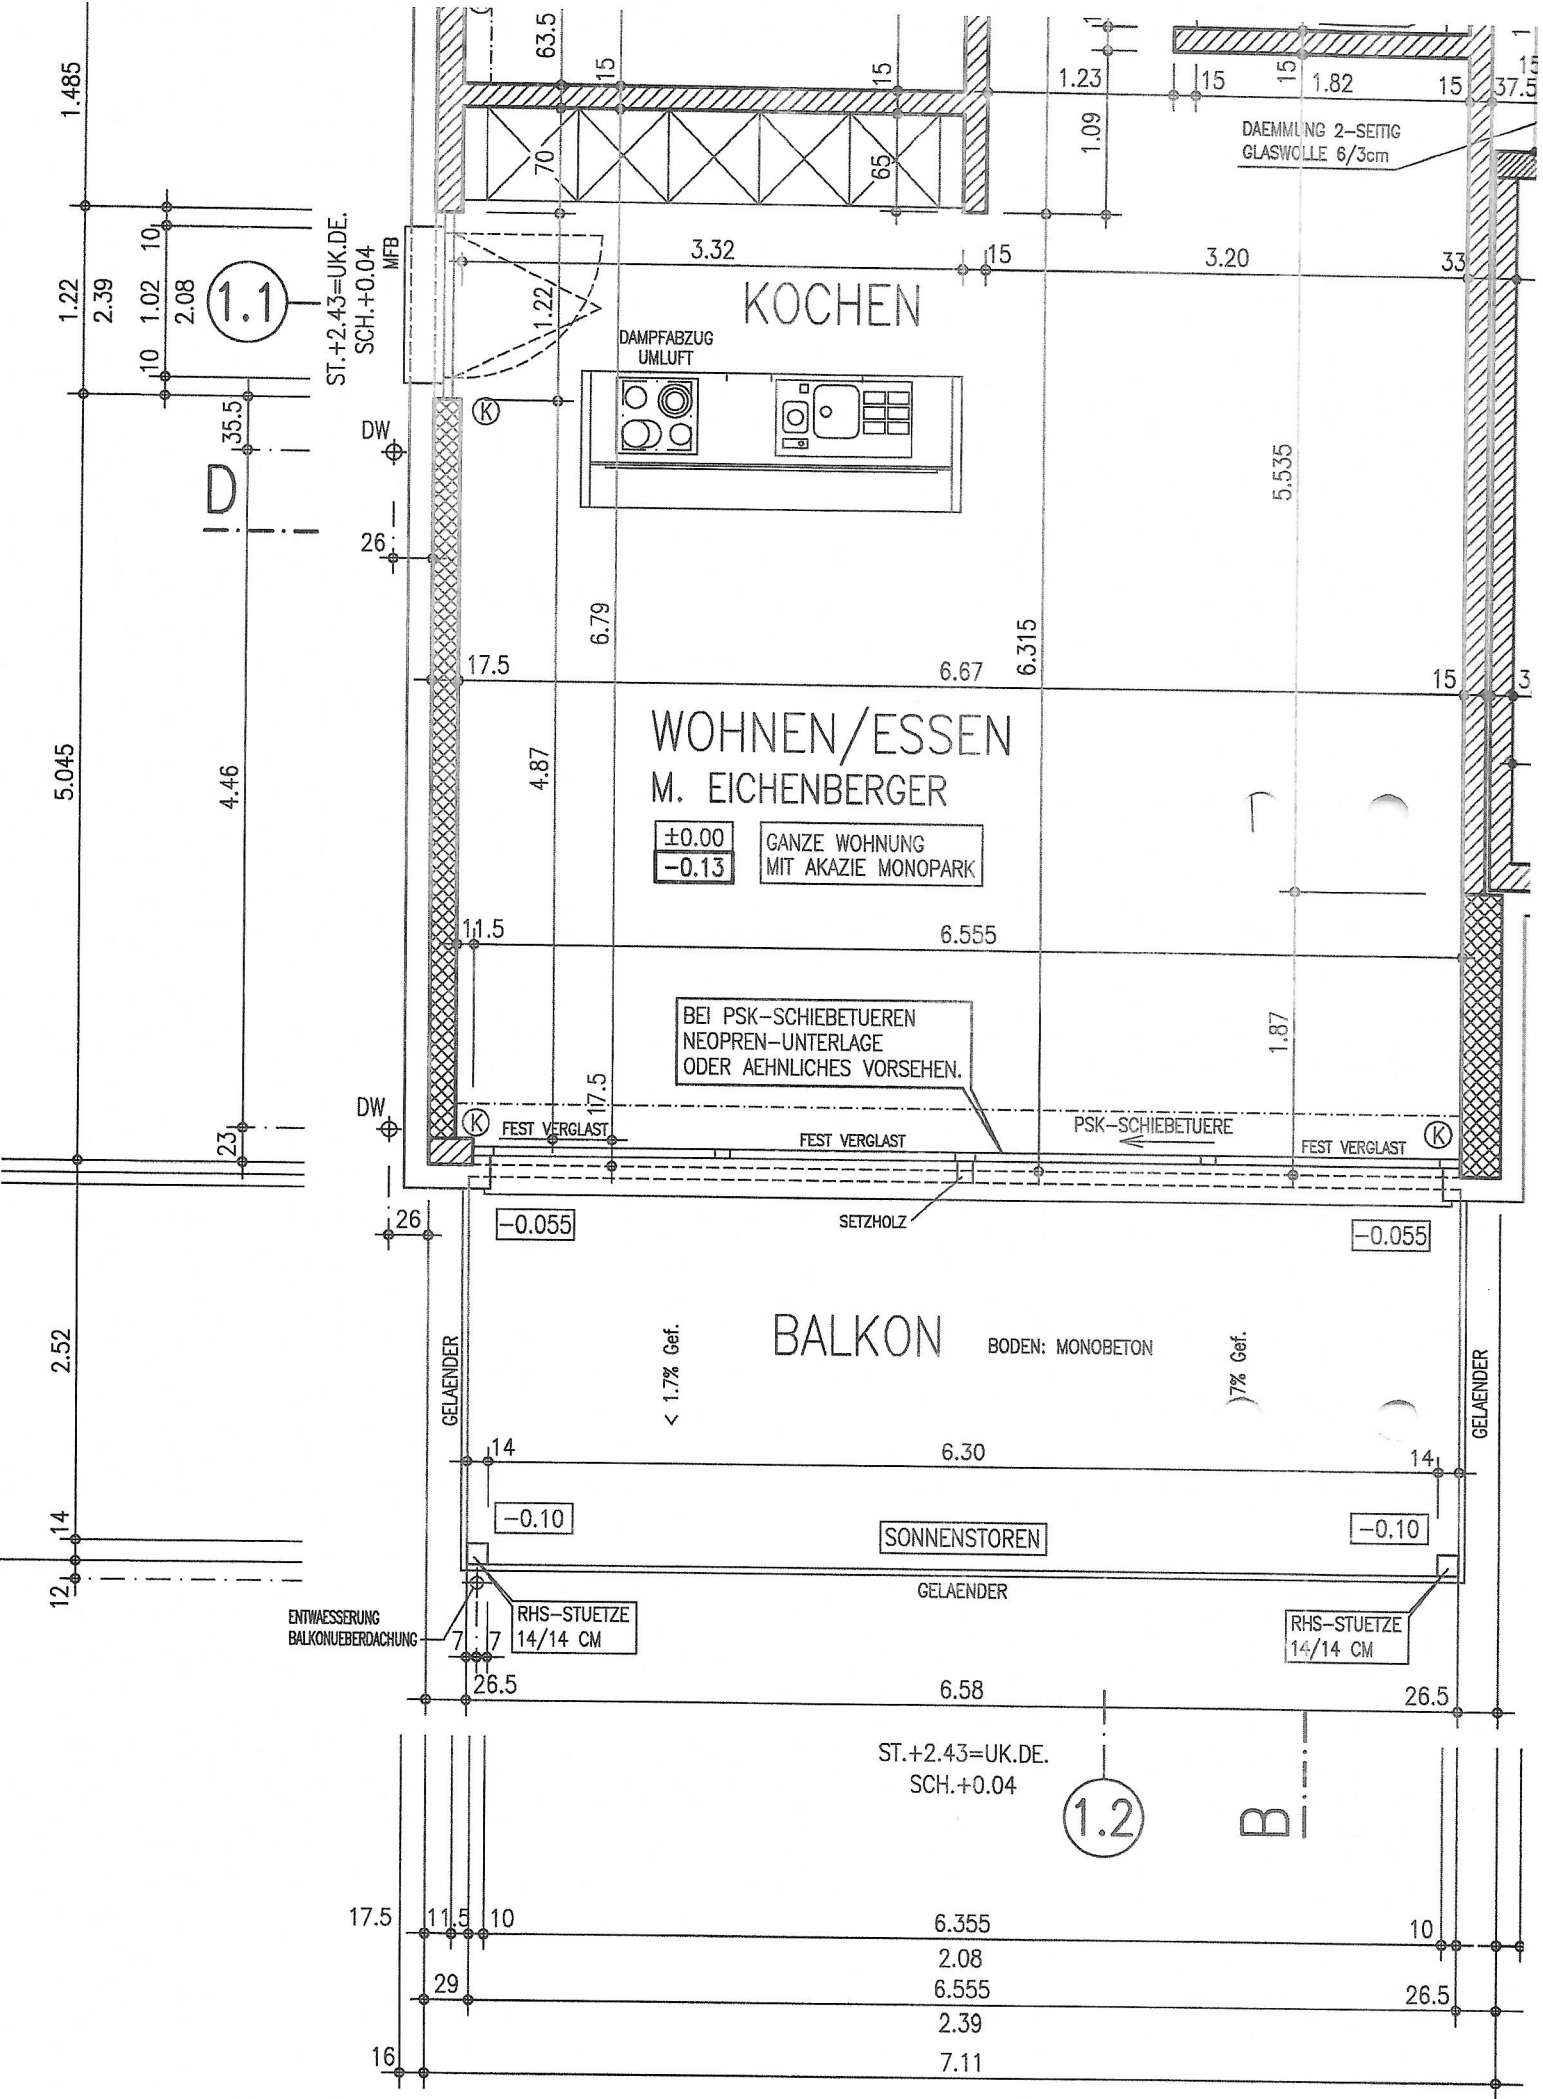 63.5
15
15
1.23
15
15
1.82
15
37.5
15
1.485
1.09
DAEMMUNG 2-SEITIG
GLASWOLLE 6/3cm
70
65
10
1.22
2.39
1.02
2.08
10
1.1
ST.+2.43=UK.DE.
SCH.+0.04
MFB
3.32
15
3.20
33
1.22
KOCHEN
DAMPFABZUG
UMLUFT
35.5
DW
K
D
26
5.535
6.79
6.315
17.5
6.67
15
3
WOHNEN/ESSEN
M. EICHENBERGER
±0.00
-0.13
GANZE WOHNUNG
MIT AKAZIE MONOPARK
5.045
4.46
4.87
11.5
6.555
BEI PSK-SCHIEBETUEREN
NEOPREN-UNTERLAGE
ODER AEHNLICHES VORSEHEN.
1.87
17.5
DW
K
FEST VERGLAST
FEST VERGLAST
PSK-SCHIEBETUERE
FEST VERGLAST
K
23
26
-0.055
SETZHOLZ
-0.055
2.52
GELAENDER
< 1.7% Gef.
BALKON
BODEN: MONOBETON
7% Gef.
GELAENDER
14
6.30
14
14
-0.10
SONNENSTOREN
-0.10
12
GELAENDER
ENTWAESSERUNG
BALKONUEBERDACHUNG
RHS-STUETZE
14/14 CM
RHS-STUETZE
14/14 CM
7
7
26.5
6.58
26.5
ST.+2.43=UK.DE.
SCH.+0.04
1.2
B
17.5
11.5
10
6.355
10
2.08
29
6.555
26.5
2.39
16
7.11